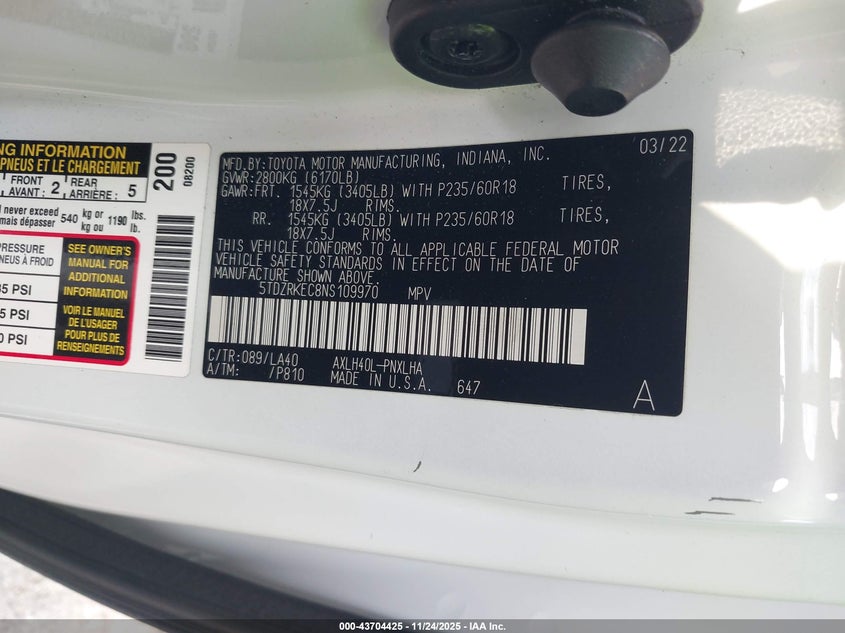 NG INFORMATION
PNEUS ET LE CHARGEMENT
FRONT AVANT: 2 REAR ARRIÈRE: 5
never exceed 540 kg or 1190 lbs.
mais dépasser kg ou lb.
PRESSURE
NEUS À FROID
35 PSI
5 PSI
0 PSI
SEE OWNER'S
MANUAL FOR
ADDITIONAL
INFORMATION
VOIR LE MANUEL
DE L'USAGER
POUR PLUS DE
RENSEIGNEMENTS
200
08200
MFD.BY:TOYOTA MOTOR MANUFACTURING, INDIANA, INC. 03/22
GVWR:2800KG (6170LB)
GAWR:FRT. 1545KG (3405LB) WITH P235/60R18 TIRES,
18X7.5J RIMS.
RR. 1545KG (3405LB) WITH P235/60R18 TIRES,
18X7.5J RIMS.
THIS VEHICLE CONFORMS TO ALL APPLICABLE FEDERAL MOTOR
VEHICLE SAFETY STANDARDS IN EFFECT ON THE DATE OF
MANUFACTURE SHOWN ABOVE.
5TDZRKEC8NS109970 MPV
C/TR:089/LA40 AXLH40L-PNXLHA
A/TM: /P810 MADE IN U.S.A. 647
A
000-43704425 - 11/24/2025 - IAA Inc.